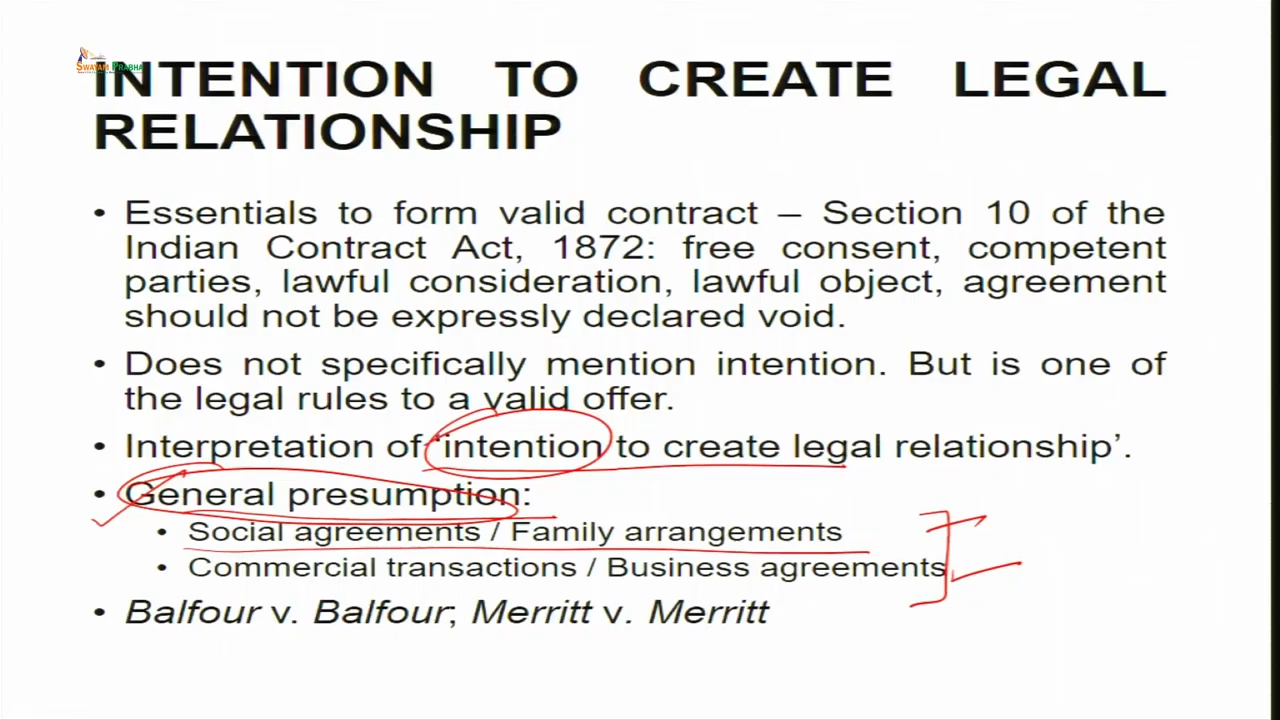 SWAYAM PRABHA
INTENTION TO CREATE LEGAL
RELATIONSHIP
• Essentials to form valid contract – Section 10 of the
Indian Contract Act, 1872: free consent, competent
parties, lawful consideration, lawful object, agreement
should not be expressly declared void.
• Does not specifically mention intention. But is one of
the legal rules to a valid offer.
• Interpretation of ‘intention to create legal relationship’.
• General presumption:
• Social agreements / Family arrangements
• Commercial transactions / Business agreements
• Balfour v. Balfour; Merritt v. Merritt